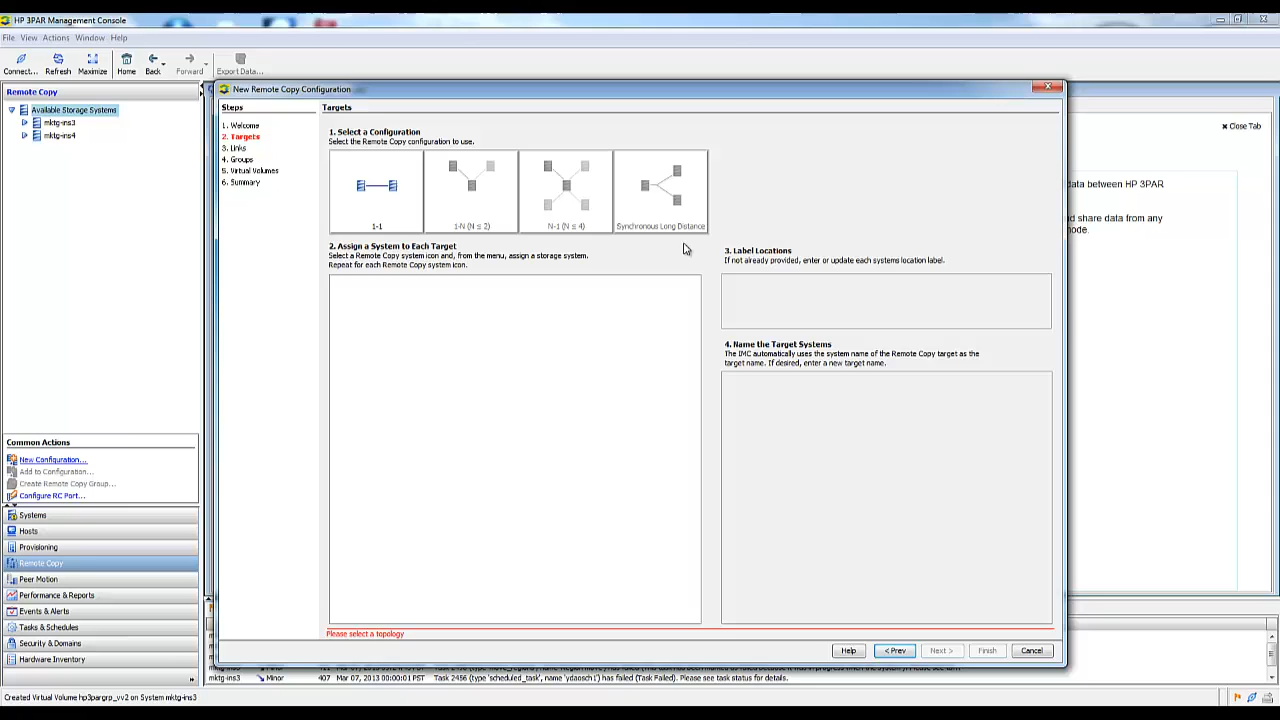 HP 3PAR Management Console
File View Actions Window Help
Connect... Refresh Maximize Home Back Forward Export Data...
Remote Copy
Available Storage Systems
mktg-ins3
mktg-ins4
Common Actions
New Configuration...
Add to Configuration...
Create Remote Copy Group...
Configure RC Port...
Systems
Hosts
Provisioning
Remote Copy
Peer Motion
Performance & Reports
Events & Alerts
Tasks & Schedules
Security & Domains
Hardware Inventory
Created Virtual Volume hp3pargrp_vv2 on System mktg-ins3
New Remote Copy Configuration
Steps
1. Welcome
2. Targets
3. Links
4. Groups
5. Virtual Volumes
6. Summary
Targets
1. Select a Configuration
Select the Remote Copy configuration to use.
1-1
1-N (N ≤ 2)
N-1 (N ≤ 4)
Synchronous Long Distance
2. Assign a System to Each Target
Select a Remote Copy system icon and, from the menu, assign a storage system.
Repeat for each Remote Copy system icon.
3. Label Locations
If not already provided, enter or update each systems location label.
4. Name the Target Systems
The IMC automatically uses the system name of the Remote Copy target as the
target name. If desired, enter a new target name.
Please select a topology
Help < Prev Next > Finish Cancel
Close Tab
data between HP 3PAR
nd share data from any
node.
mktg-ins3 Minor 407 Mar 07, 2013 00:00:01 PST Task 2456 (type 'scheduled_task', name 'ydaosch1') has failed (Task Failed). Please see task status for details.